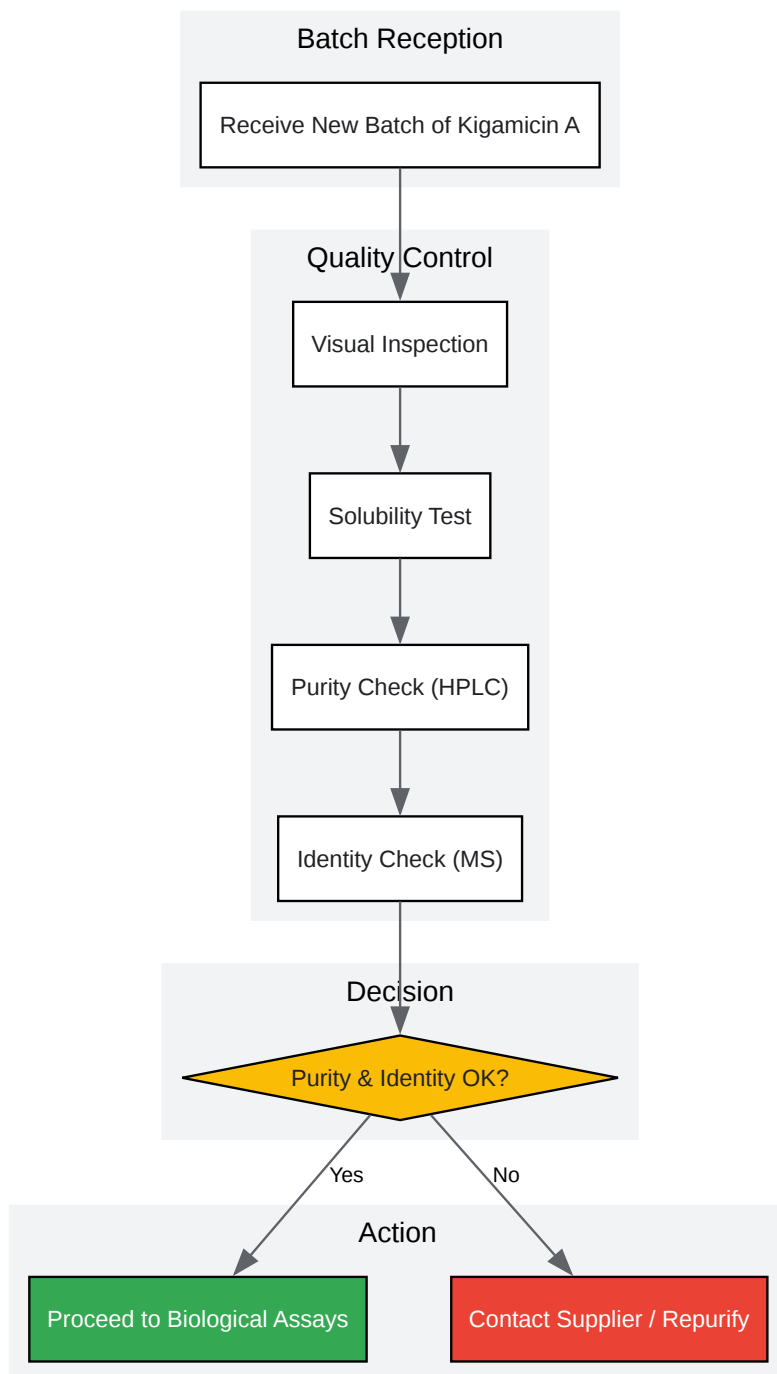 Batch Reception
Receive New Batch of Kigamicin A
Quality Control
Visual Inspection
Solubility Test
Purity Check (HPLC)
Identity Check (MS)
Decision
Purity & Identity OK?
Yes
No
Action
Proceed to Biological Assays
Contact Supplier / Repurify